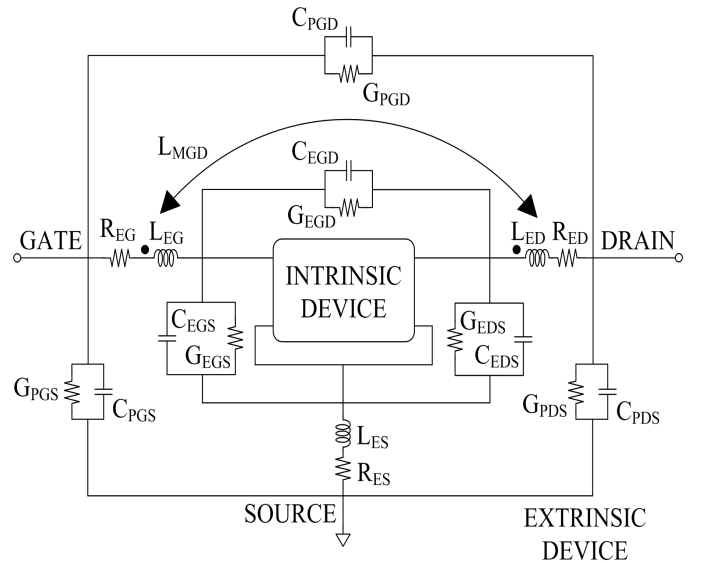 C_PGD
G_PGD
L_MGD
C_EGD
G_EGD
GATE
R_EG
L_EG
L_ED
R_ED
DRAIN
INTRINSIC
DEVICE
C_EGS
G_EGS
G_EDS
C_EDS
G_PGS
C_PGS
G_PDS
C_PDS
L_ES
R_ES
SOURCE
EXTRINSIC
DEVICE